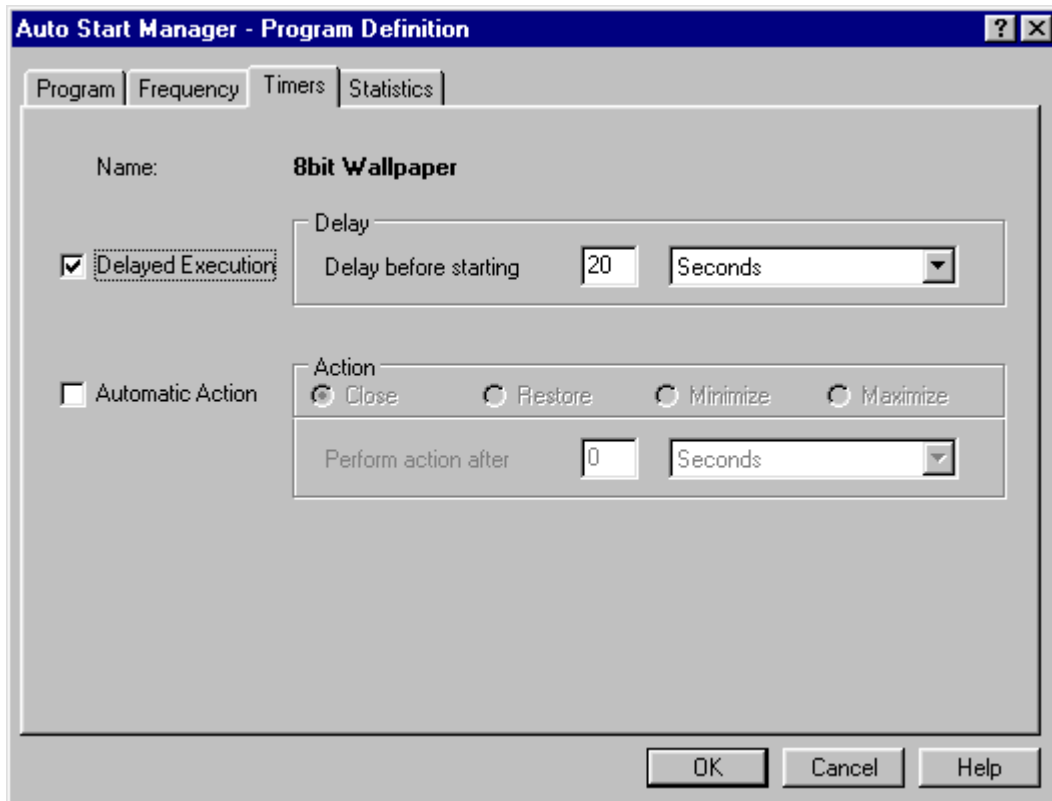 Auto Start Manager - Program Definition
Program Frequency Timers Statistics
Name: 8bit Wallpaper
Delay
Delayed Execution Delay before starting 20 Seconds
Action
Automatic Action Close Restore Minimize Maximize
Perform action after 0 Seconds
OK Cancel Help